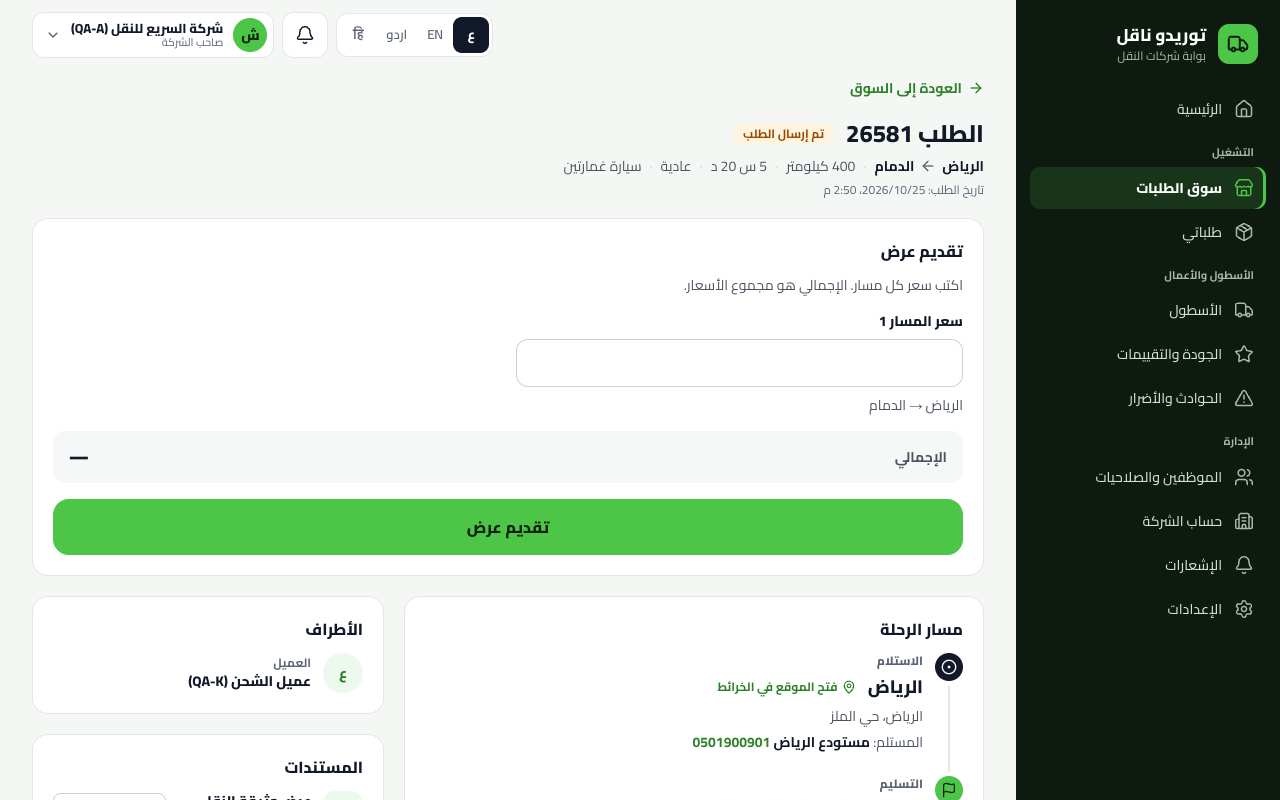 توريدو ناقل
بوابة شركات النقل
الرئيسية
التشغيل
سوق الطلبات
طلباتي
الأسطول والأعمال
الأسطول
الجودة والتقييمات
الحوادث والأضرار
الإدارة
الموظفين والصلاحيات
حساب الشركة
الإشعارات
الإعدادات
ع EN اردو हि
ش شركة السريع للنقل (QA-A)
صاحب الشركة
→ العودة إلى السوق
الطلب 26581 تم إرسال الطلب
الرياض ← الدمام · 400 كيلومتر · 5 س 20 د · عادية · سيارة غمارتين
تاريخ الطلب: 2026/10/25، 2:50 م
تقديم عرض
اكتب سعر كل مسار. الإجمالي هو مجموع الأسعار.
سعر المسار 1
الرياض → الدمام
الإجمالي —
تقديم عرض
مسار الرحلة
الاستلام
الرياض فتح الموقع في الخرائط
الرياض، حي الملز
المستلم: مستودع الرياض 0501900901
التسليم
الأطراف
ع العميل
عميل الشحن (QA-K)
المستندات